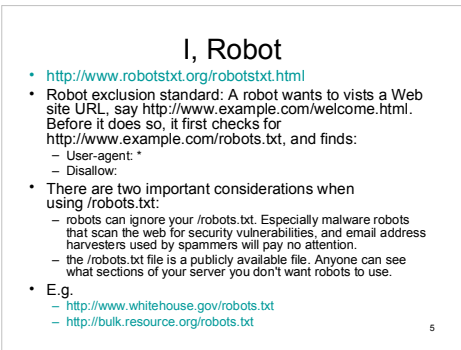 I, Robot
• http://www.robotstxt.org/robotstxt.html
• Robot exclusion standard: A robot wants to vists a Web
site URL, say http://www.example.com/welcome.html.
Before it does so, it first checks for
http://www.example.com/robots.txt, and finds:
– User-agent: *
– Disallow:
• There are two important considerations when
using /robots.txt:
– robots can ignore your /robots.txt. Especially malware robots
that scan the web for security vulnerabilities, and email address
harvesters used by spammers will pay no attention.
– the /robots.txt file is a publicly available file. Anyone can see
what sections of your server you don't want robots to use.
• E.g.
– http://www.whitehouse.gov/robots.txt
– http://bulk.resource.org/robots.txt
5